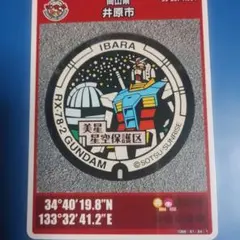 岡山県
井原市
IBARA
RX-78-2 GUNDAM
美星
星空保護区
©SOTSU・SUNRISE
34°40'19.8"N
133°32'41.2"E